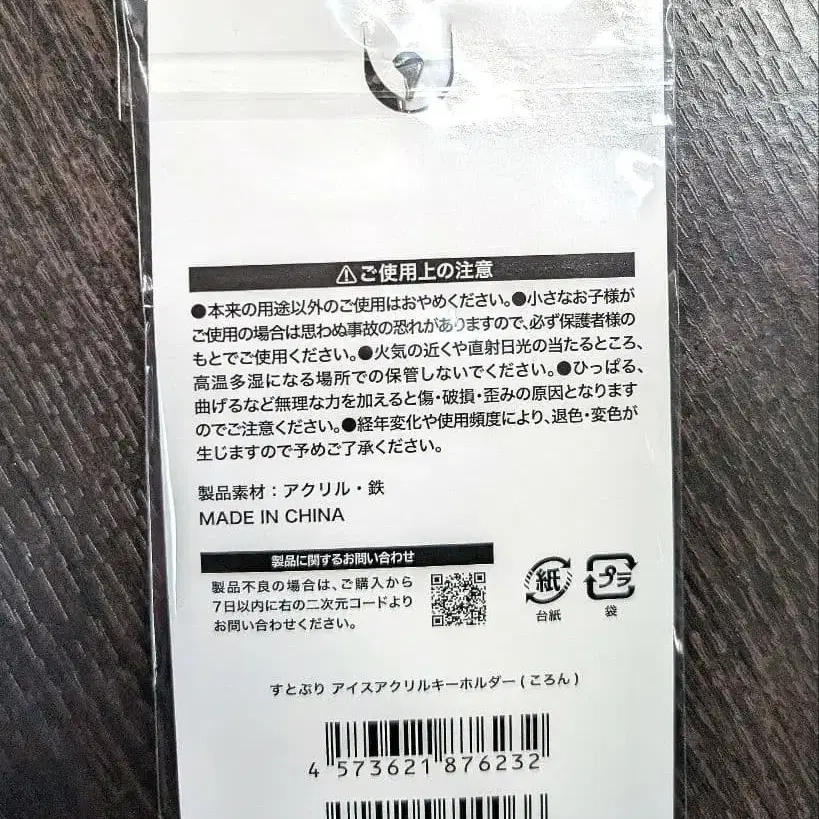 ⚠ご使用上の注意
●本来の用途以外のご使用はおやめください。●小さなお子様が
ご使用の場合は思わぬ事故の恐れがありますので、必ず保護者様の
もとでご使用ください。●火気の近くや直射日光の当たるところ、
高温多湿になる場所での保管しないでください。●ひっぱる、
曲げるなど無理な力を加えると傷・破損・歪みの原因となります
のでご注意ください。●経年変化や使用頻度により、退色・変色が
生じますので予めご了承ください。
製品素材：アクリル・鉄
MADE IN CHINA
製品に関するお問い合わせ
製品不良の場合は、ご購入から
7日以内に右の二次元コードより
お問い合わせください。
紙
台紙
プラ
袋
すとぷり アイスアクリルキーホルダー(ころん)
4 573621 876232